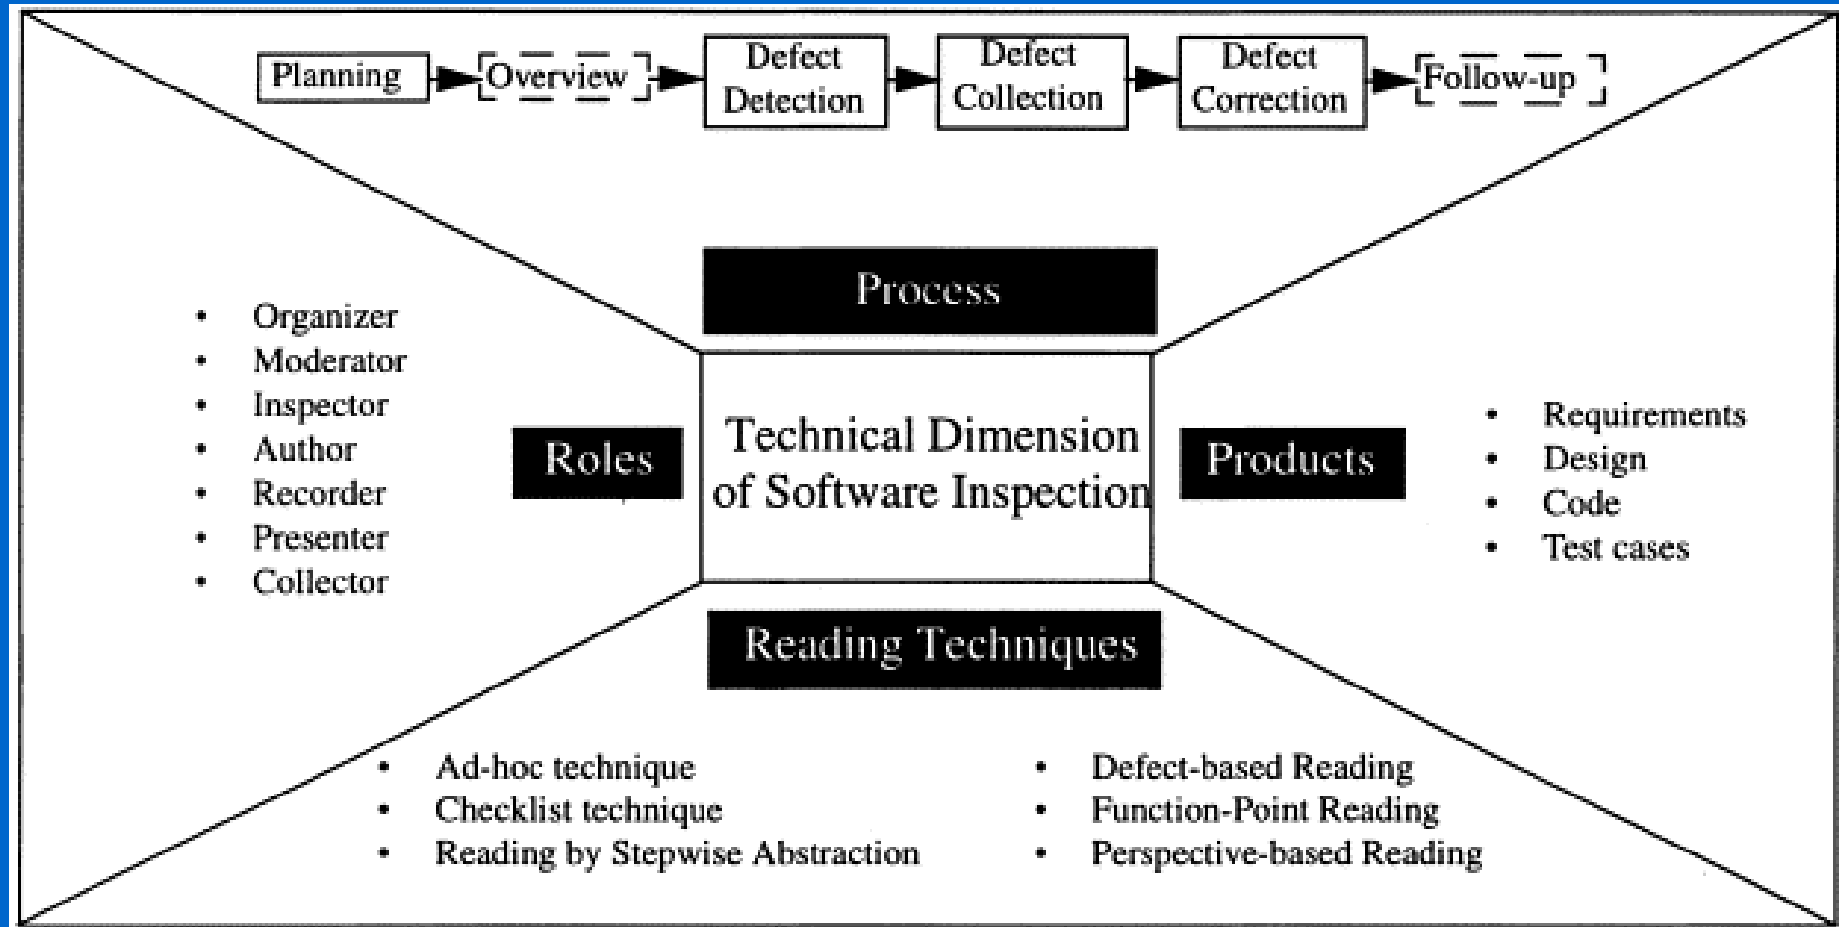 Planning
Overview
Defect
Detection
Defect
Collection
Defect
Correction
Follow-up
Process
• Organizer
• Moderator
• Inspector
• Author
• Recorder
• Presenter
• Collector
Roles
Technical Dimension
of Software Inspection
Products
• Requirements
• Design
• Code
• Test cases
Reading Techniques
• Ad-hoc technique
• Checklist technique
• Reading by Stepwise Abstraction
• Defect-based Reading
• Function-Point Reading
• Perspective-based Reading